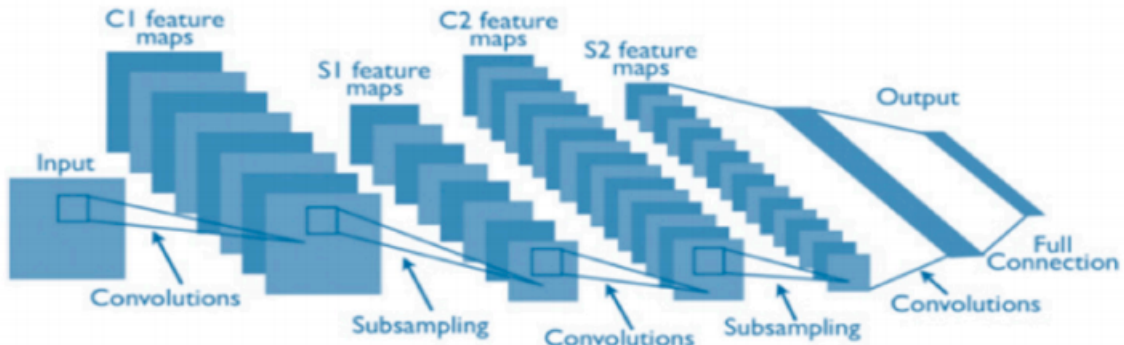 C1 feature
maps
S1 feature
maps
C2 feature
maps
S2 feature
maps
Output
Input
Convolutions
Subsampling
Convolutions
Subsampling
Convolutions
Full
Connection